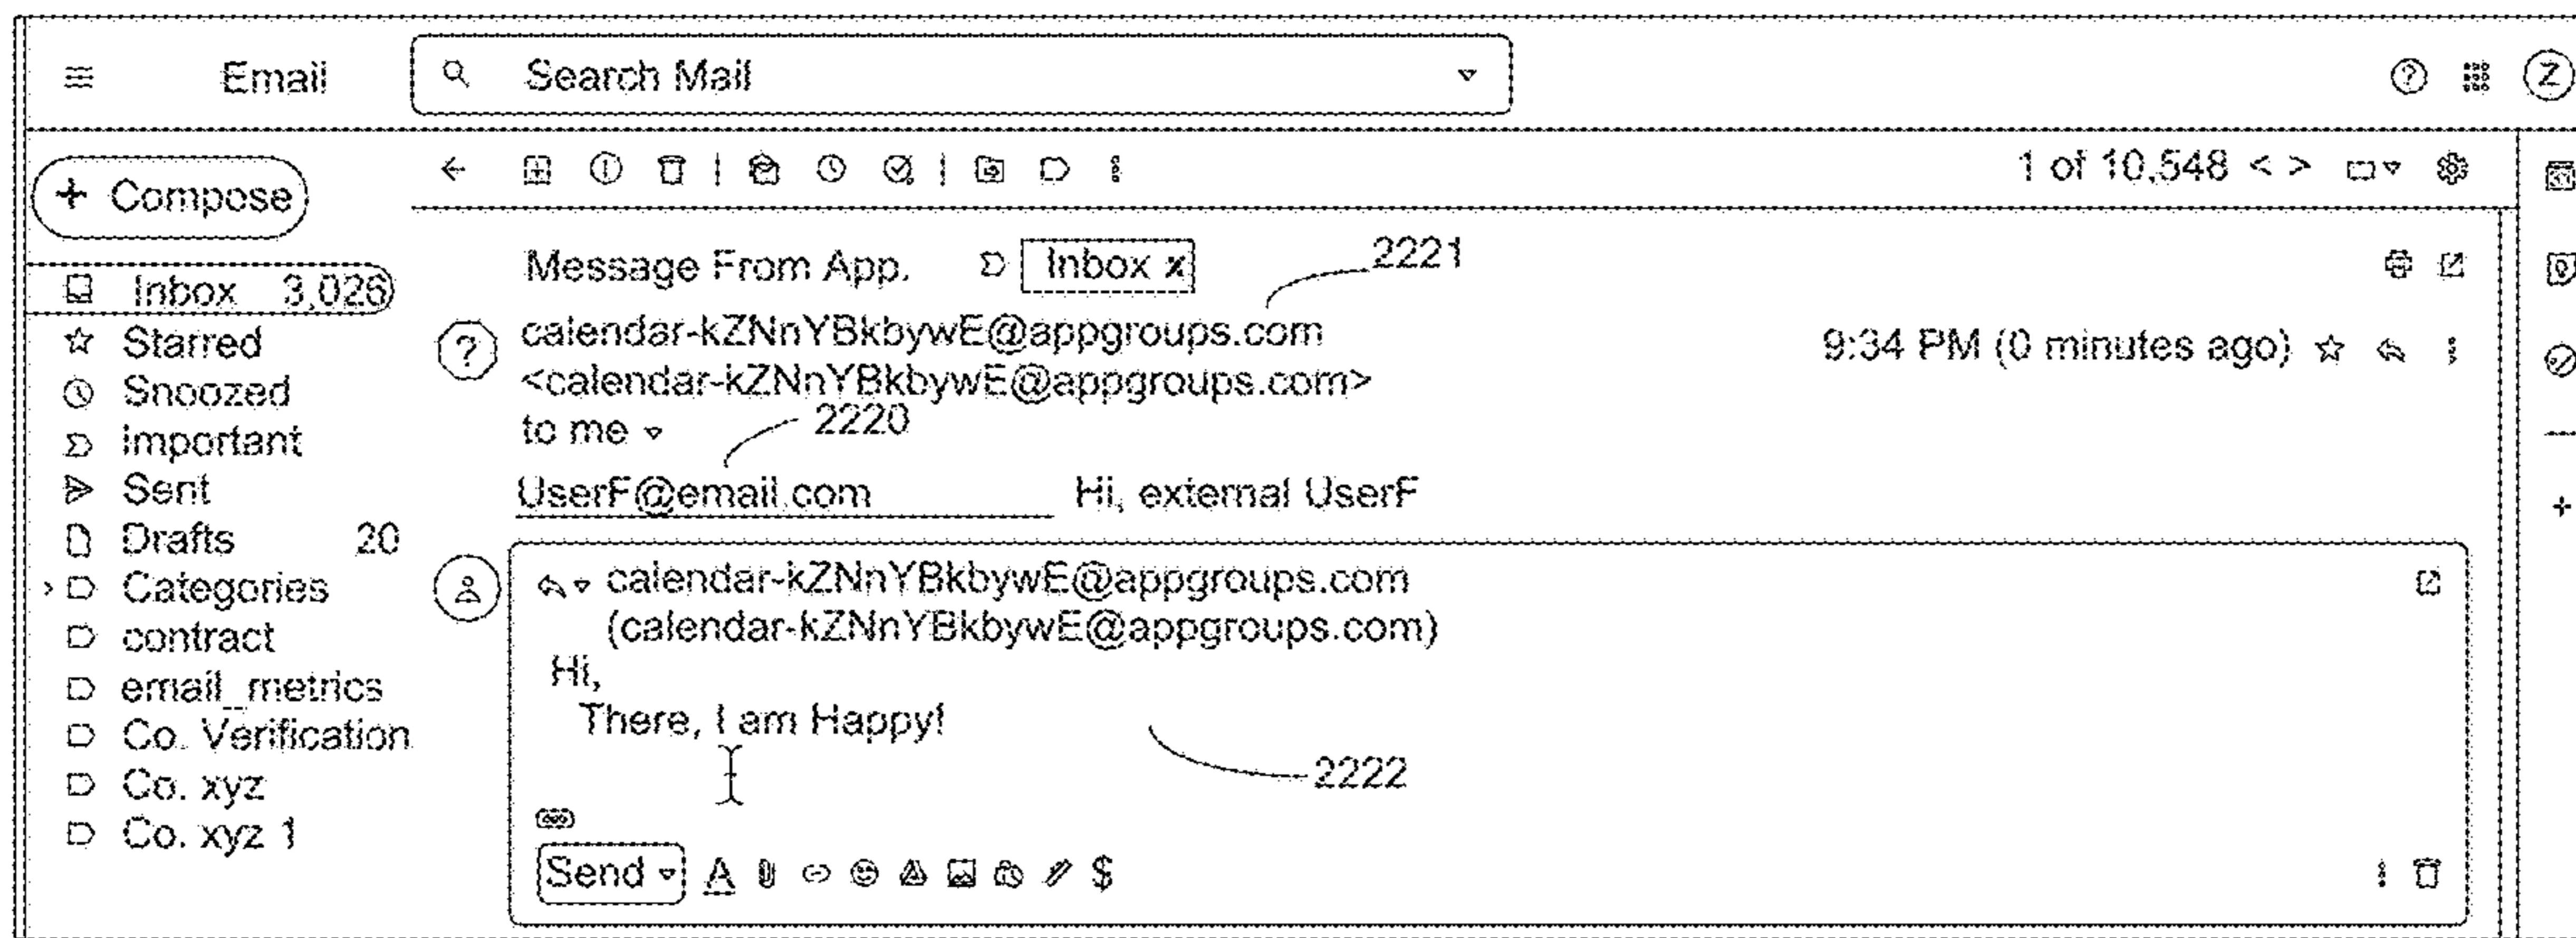 Email
Search Mail
?
Z
+ Compose
1 of 10,548 < >
Message From App.
Inbox x
2221
Inbox 3,026
Starred
Snoozed
important
Sent
Drafts 20
Categories
contract
email_metrics
Co. Verification
Co. xyz
Co. xyz 1
?
calendar-kZNnYBkbywE@appgroups.com
9:34 PM (0 minutes ago)
<calendar-kZNnYBkbywE@appgroups.com>
to me
2220
UserF@email.com
Hi, external UserF
calendar-kZNnYBkbywE@appgroups.com
(calendar-kZNnYBkbywE@appgroups.com)
Hi,
There, I am Happy!
2222
Send
A
$